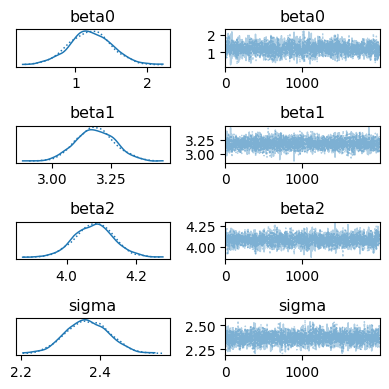 beta0 beta0
2
1
1 2 0 1000
beta1 beta1
3.25
3.00
3.00 3.25 0 1000
beta2 beta2
4.25
4.00
4.0 4.2 0 1000
sigma sigma
2.50
2.25
2.2 2.4 0 1000